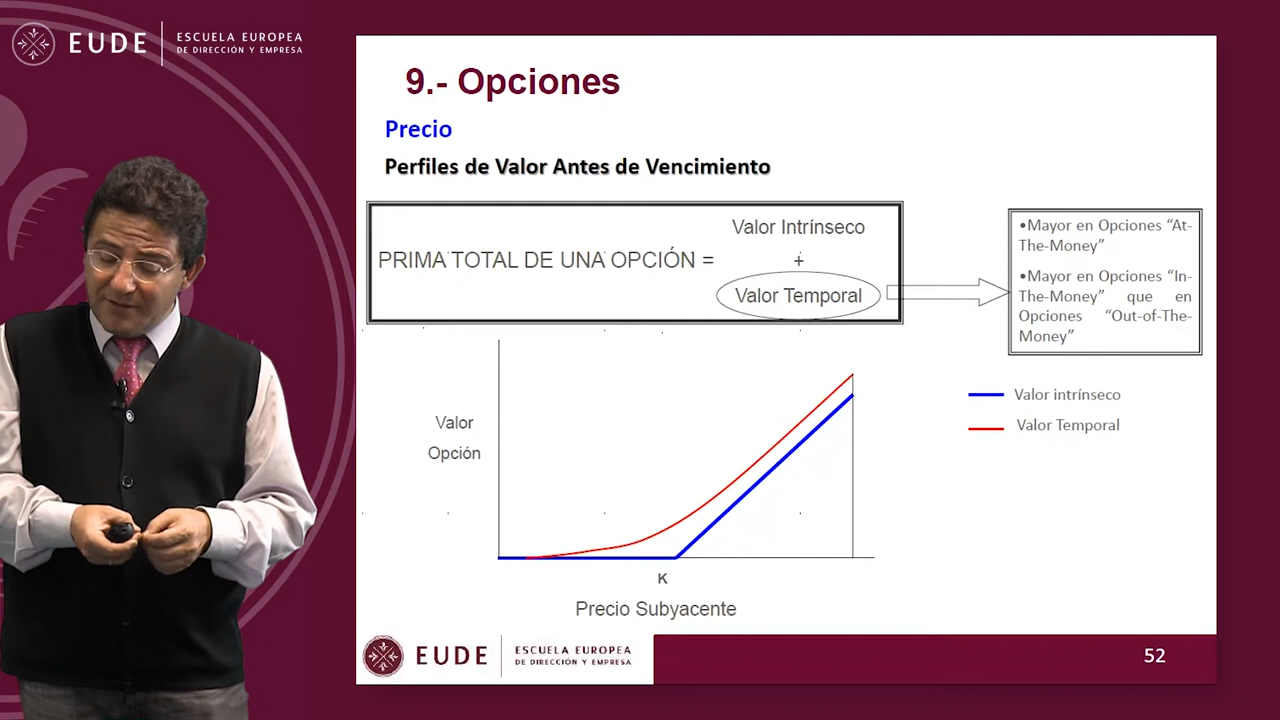 EUDE
ESCUELA EUROPEA
DE DIRECCIÓN Y EMPRESA
9.- Opciones
Precio
Perfiles de Valor Antes de Vencimiento
Valor Intrínseco
PRIMA TOTAL DE UNA OPCIÓN =
+
Valor Temporal
•Mayor en Opciones “At-
The-Money”
•Mayor en Opciones “In-
The-Money” que en
Opciones “Out-of-The-
Money”
Valor intrínseco
Valor Temporal
Valor
Opción
K
Precio Subyacente
EUDE
ESCUELA EUROPEA
DE DIRECCIÓN Y EMPRESA
52